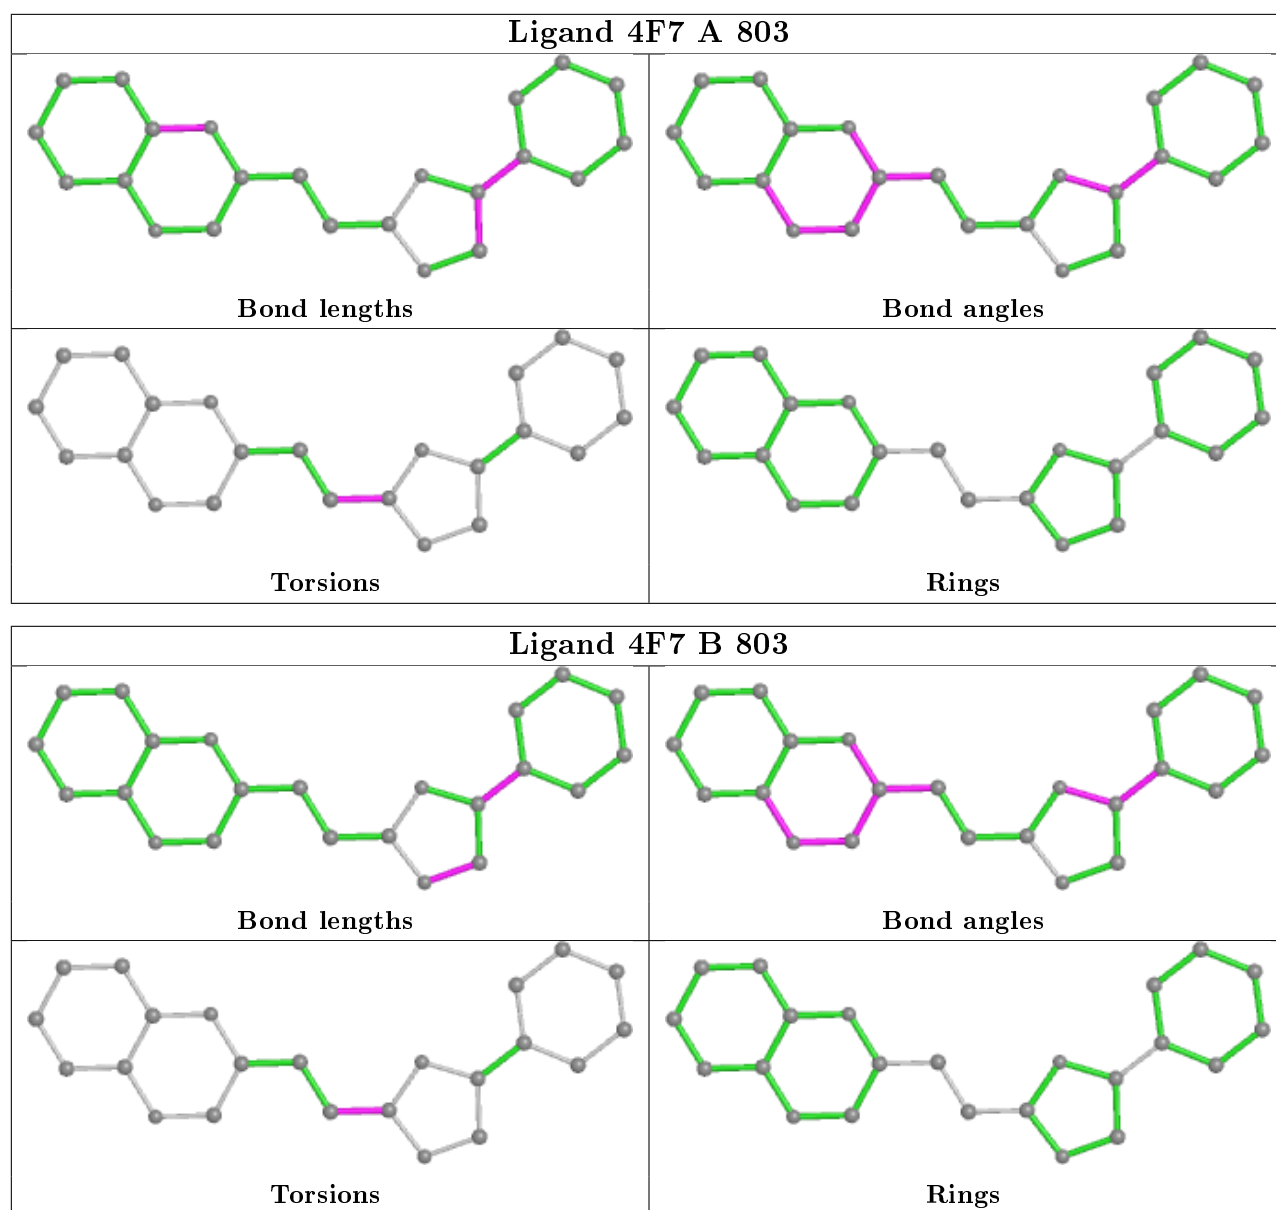 Ligand 4F7 A 803
Bond lengths
Bond angles
Torsions
Rings
Ligand 4F7 B 803
Bond lengths
Bond angles
Torsions
Rings